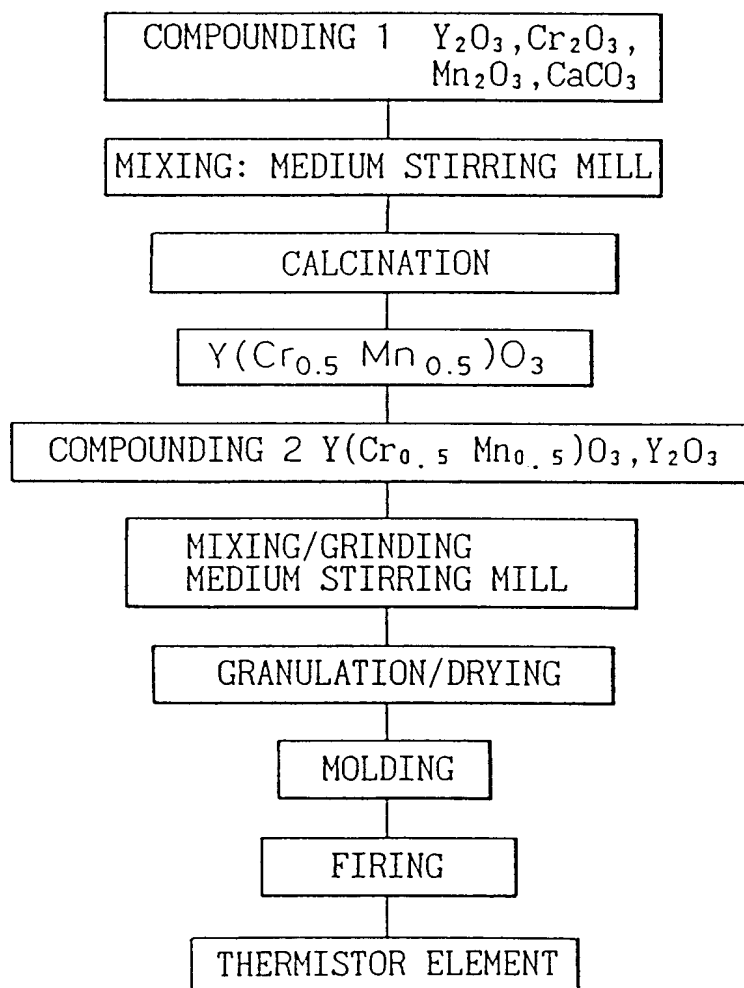 COMPOUNDING 1 Y₂O₃,Cr₂O₃,
Mn₂O₃,CaCO₃
MIXING: MEDIUM STIRRING MILL
CALCINATION
Y(Cr₀.₅ Mn₀.₅)O₃
COMPOUNDING 2 Y(Cr₀.₅ Mn₀.₅)O₃,Y₂O₃
MIXING/GRINDING
MEDIUM STIRRING MILL
GRANULATION/DRYING
MOLDING
FIRING
THERMISTOR ELEMENT